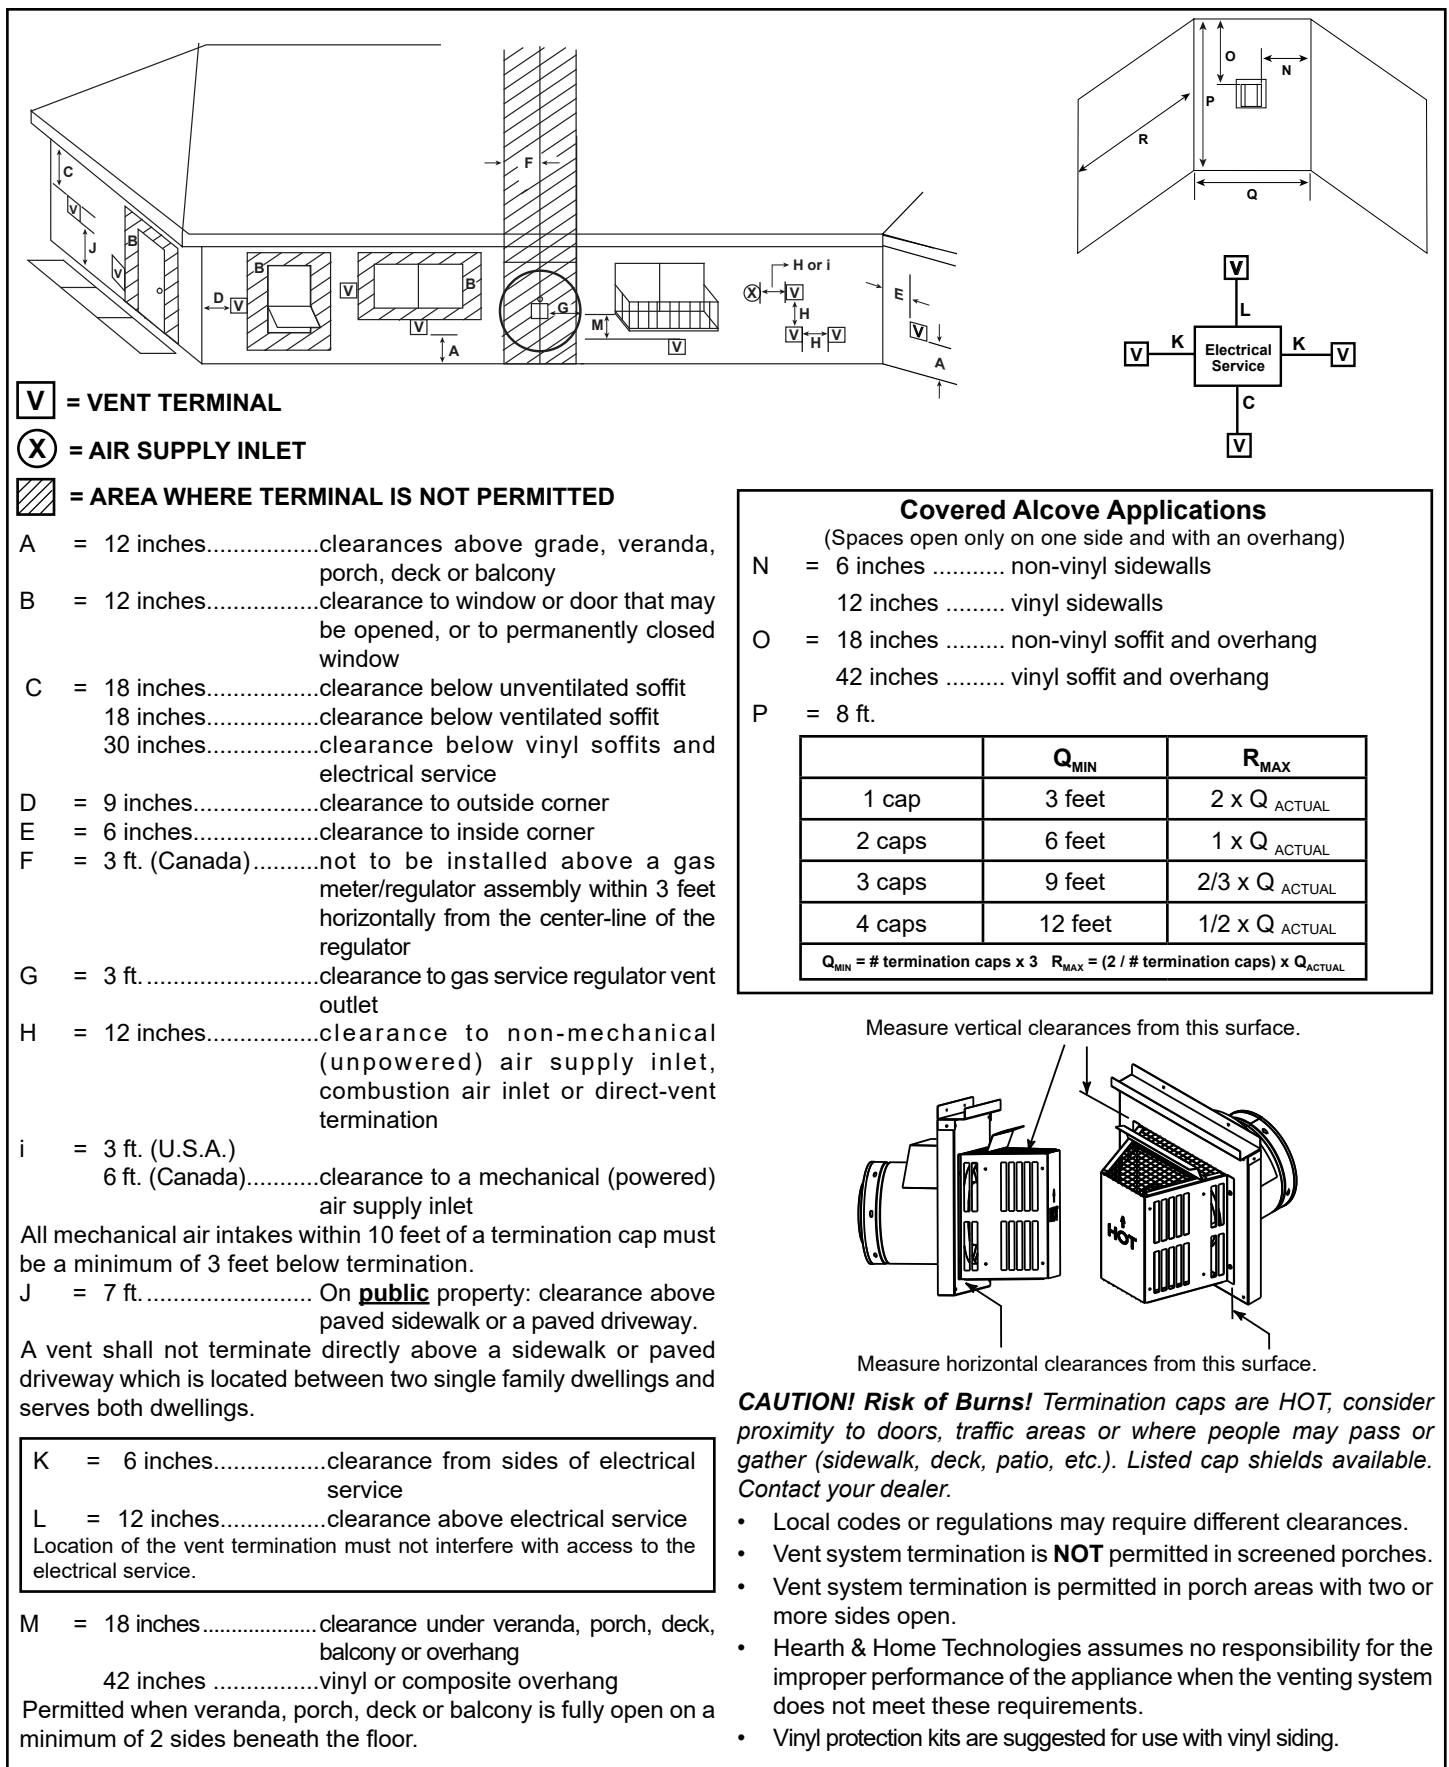 C
V
J
V
B
D
V
B
V
B
V
A
F
G
M
V
H or i
X
V
H
V
H
V
E
V
A
O
N
P
R
Q
V
L
V
K
Electrical
Service
K
V
C
V
V = VENT TERMINAL
X = AIR SUPPLY INLET
= AREA WHERE TERMINAL IS NOT PERMITTED
A = 12 inches.................clearances above grade, veranda,
porch, deck or balcony
B = 12 inches.................clearance to window or door that may
be opened, or to permanently closed
window
C = 18 inches.................clearance below unventilated soffit
18 inches.................clearance below ventilated soffit
30 inches.................clearance below vinyl soffits and
electrical service
D = 9 inches...................clearance to outside corner
E = 6 inches...................clearance to inside corner
F = 3 ft. (Canada)..........not to be installed above a gas
meter/regulator assembly within 3 feet
horizontally from the center-line of the
regulator
G = 3 ft. ..........................clearance to gas service regulator vent
outlet
H = 12 inches.................clearance to non-mechanical
(unpowered) air supply inlet,
combustion air inlet or direct-vent
termination
i = 3 ft. (U.S.A.)
6 ft. (Canada)...........clearance to a mechanical (powered)
air supply inlet
All mechanical air intakes within 10 feet of a termination cap must
be a minimum of 3 feet below termination.
J = 7 ft. ......................... On public property: clearance above
paved sidewalk or a paved driveway.
A vent shall not terminate directly above a sidewalk or paved
driveway which is located between two single family dwellings and
serves both dwellings.
K = 6 inches.................clearance from sides of electrical
service
L = 12 inches................clearance above electrical service
Location of the vent termination must not interfere with access to the
electrical service.
M = 18 inches.....................clearance under veranda, porch, deck,
balcony or overhang
42 inches ................vinyl or composite overhang
Permitted when veranda, porch, deck or balcony is fully open on a
minimum of 2 sides beneath the floor.
Covered Alcove Applications
(Spaces open only on one side and with an overhang)
N = 6 inches ........... non-vinyl sidewalls
12 inches ......... vinyl sidewalls
O = 18 inches ......... non-vinyl soffit and overhang
42 inches ......... vinyl soffit and overhang
P = 8 ft.
QMIN RMAX
1 cap 3 feet 2 x Q ACTUAL
2 caps 6 feet 1 x Q ACTUAL
3 caps 9 feet 2/3 x Q ACTUAL
4 caps 12 feet 1/2 x Q ACTUAL
QMIN = # termination caps x 3 RMAX = (2 / # termination caps) x QACTUAL
Measure vertical clearances from this surface.
HOT
Measure horizontal clearances from this surface.
CAUTION! Risk of Burns! Termination caps are HOT, consider
proximity to doors, traffic areas or where people may pass or
gather (sidewalk, deck, patio, etc.). Listed cap shields available.
Contact your dealer.
• Local codes or regulations may require different clearances.
• Vent system termination is NOT permitted in screened porches.
• Vent system termination is permitted in porch areas with two or
more sides open.
• Hearth & Home Technologies assumes no responsibility for the
improper performance of the appliance when the venting system
does not meet these requirements.
• Vinyl protection kits are suggested for use with vinyl siding.